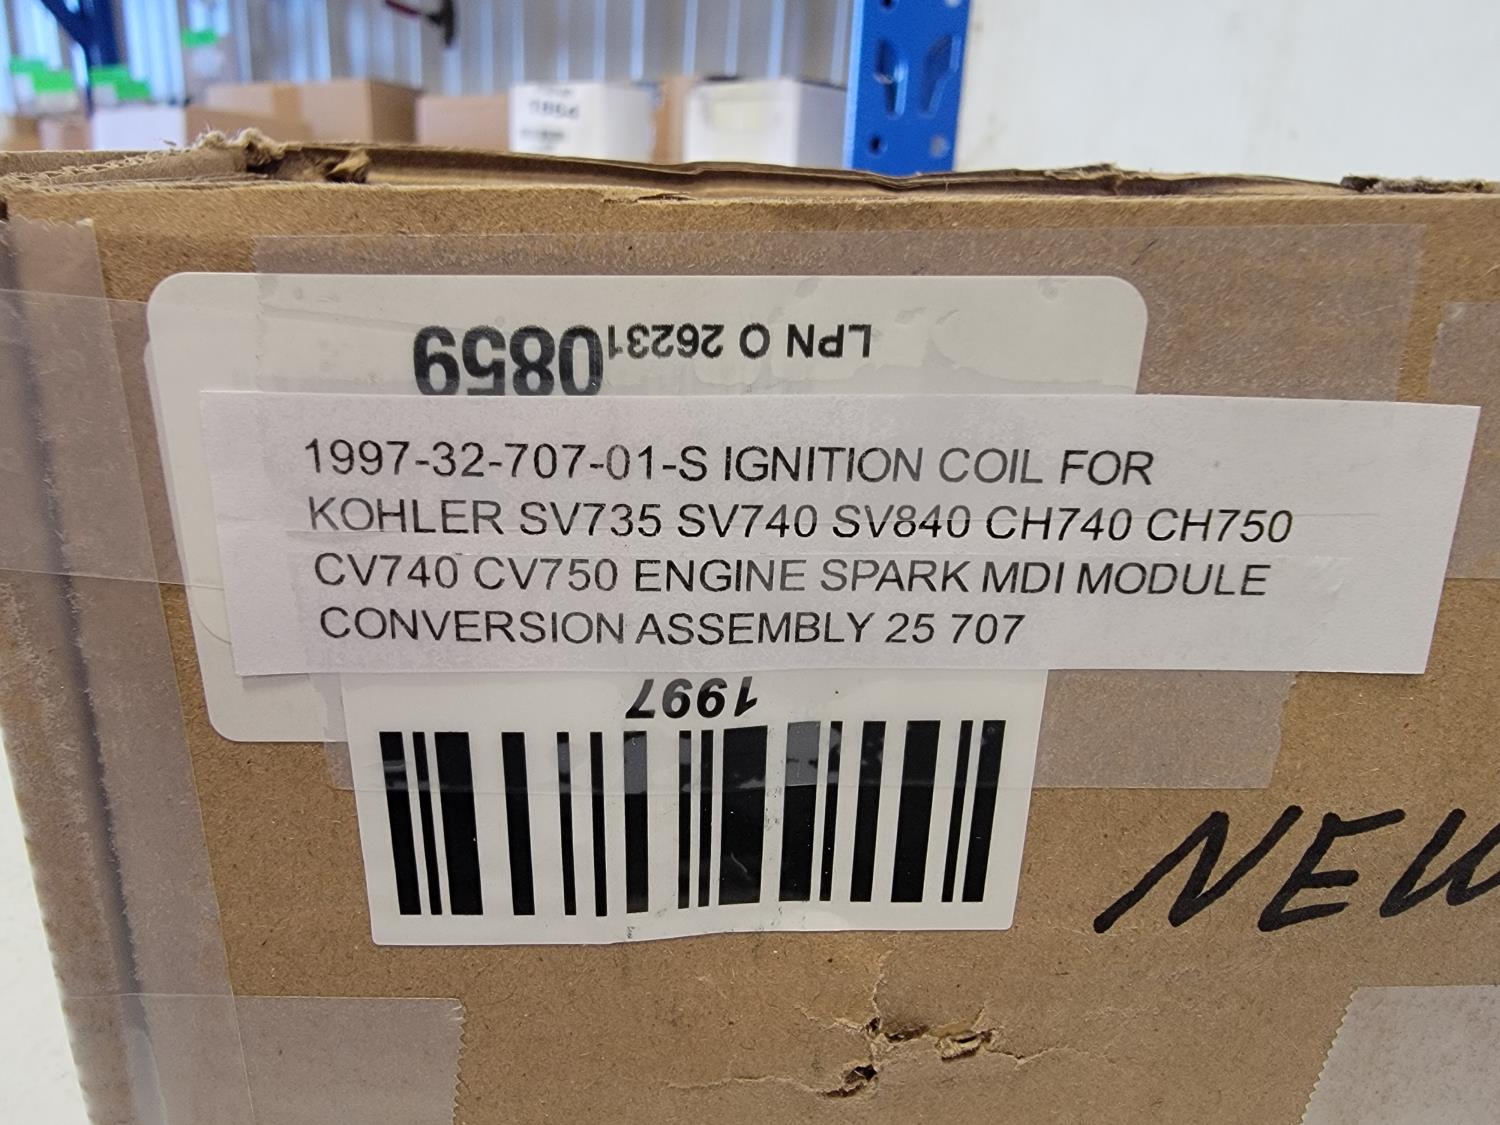 LPN O 262310859
1997-32-707-01-S IGNITION COIL FOR
KOHLER SV735 SV740 SV840 CH740 CH750
CV740 CV750 ENGINE SPARK MDI MODULE
CONVERSION ASSEMBLY 25 707
1997
NEW